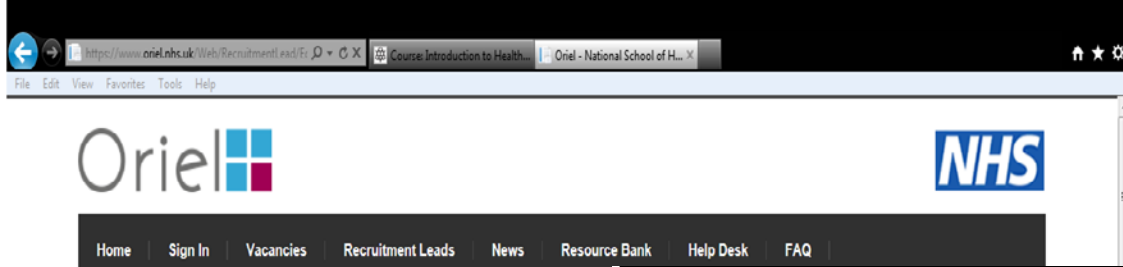 https://www.oriel.nhs.uk/Web/RecruitmentLead/ Course: Introduction to Health... Oriel - National School of H...
File Edit View Favorites Tools Help
Oriel NHS
Home Sign In Vacancies Recruitment Leads News Resource Bank Help Desk FAQ